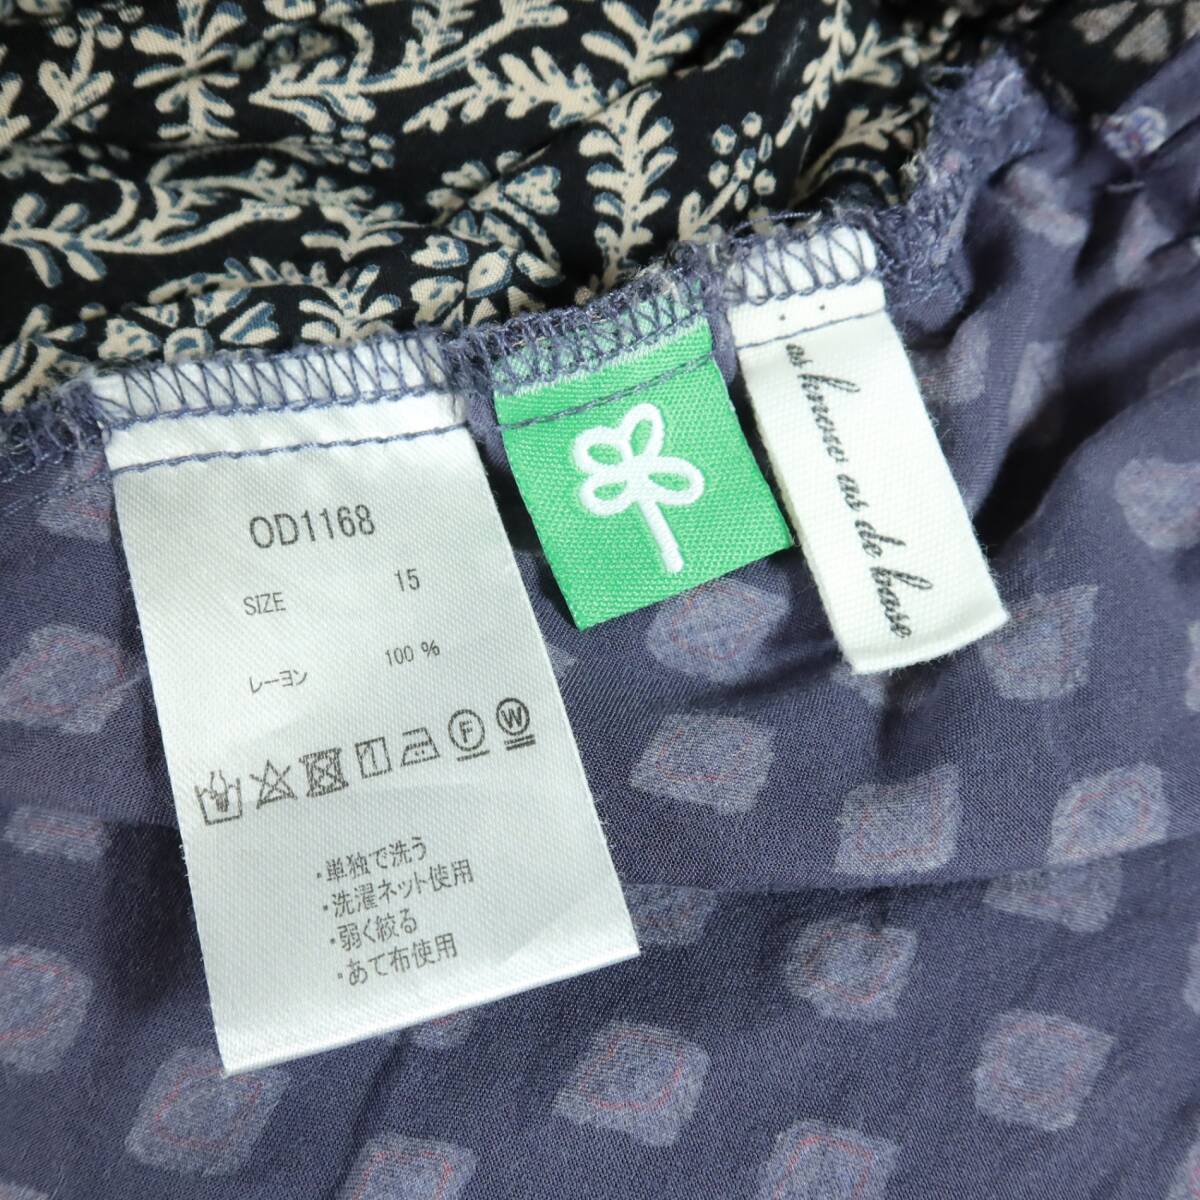 OD1168
SIZE 15
レーヨン 100 %
F W
・単独で洗う
・洗濯ネット使用
・弱く絞る
・あて布使用
as know as de base